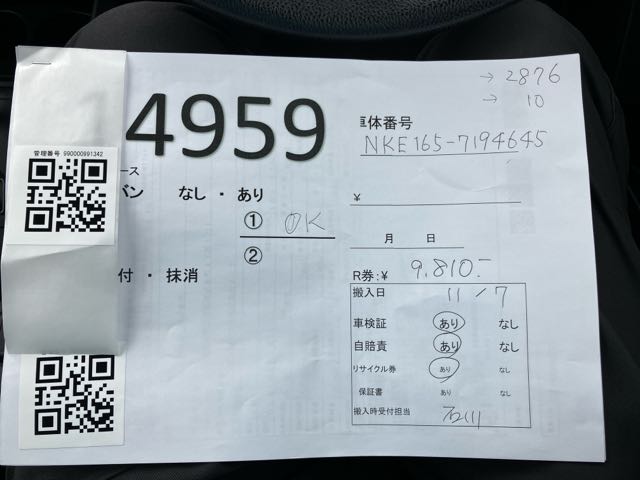 → 2876
→ 10
4959
車体番号
NKE165-7194645
管理番号 990000991342
ース
バン なし ・ あり
¥
① OK
月 日
②
R券:¥ 9,810-
付 ・ 抹消
搬入日 11/7
車検証 あり なし
自賠責 あり なし
リサイクル券 あり なし
保証書 あり なし
搬入時受付担当 石川